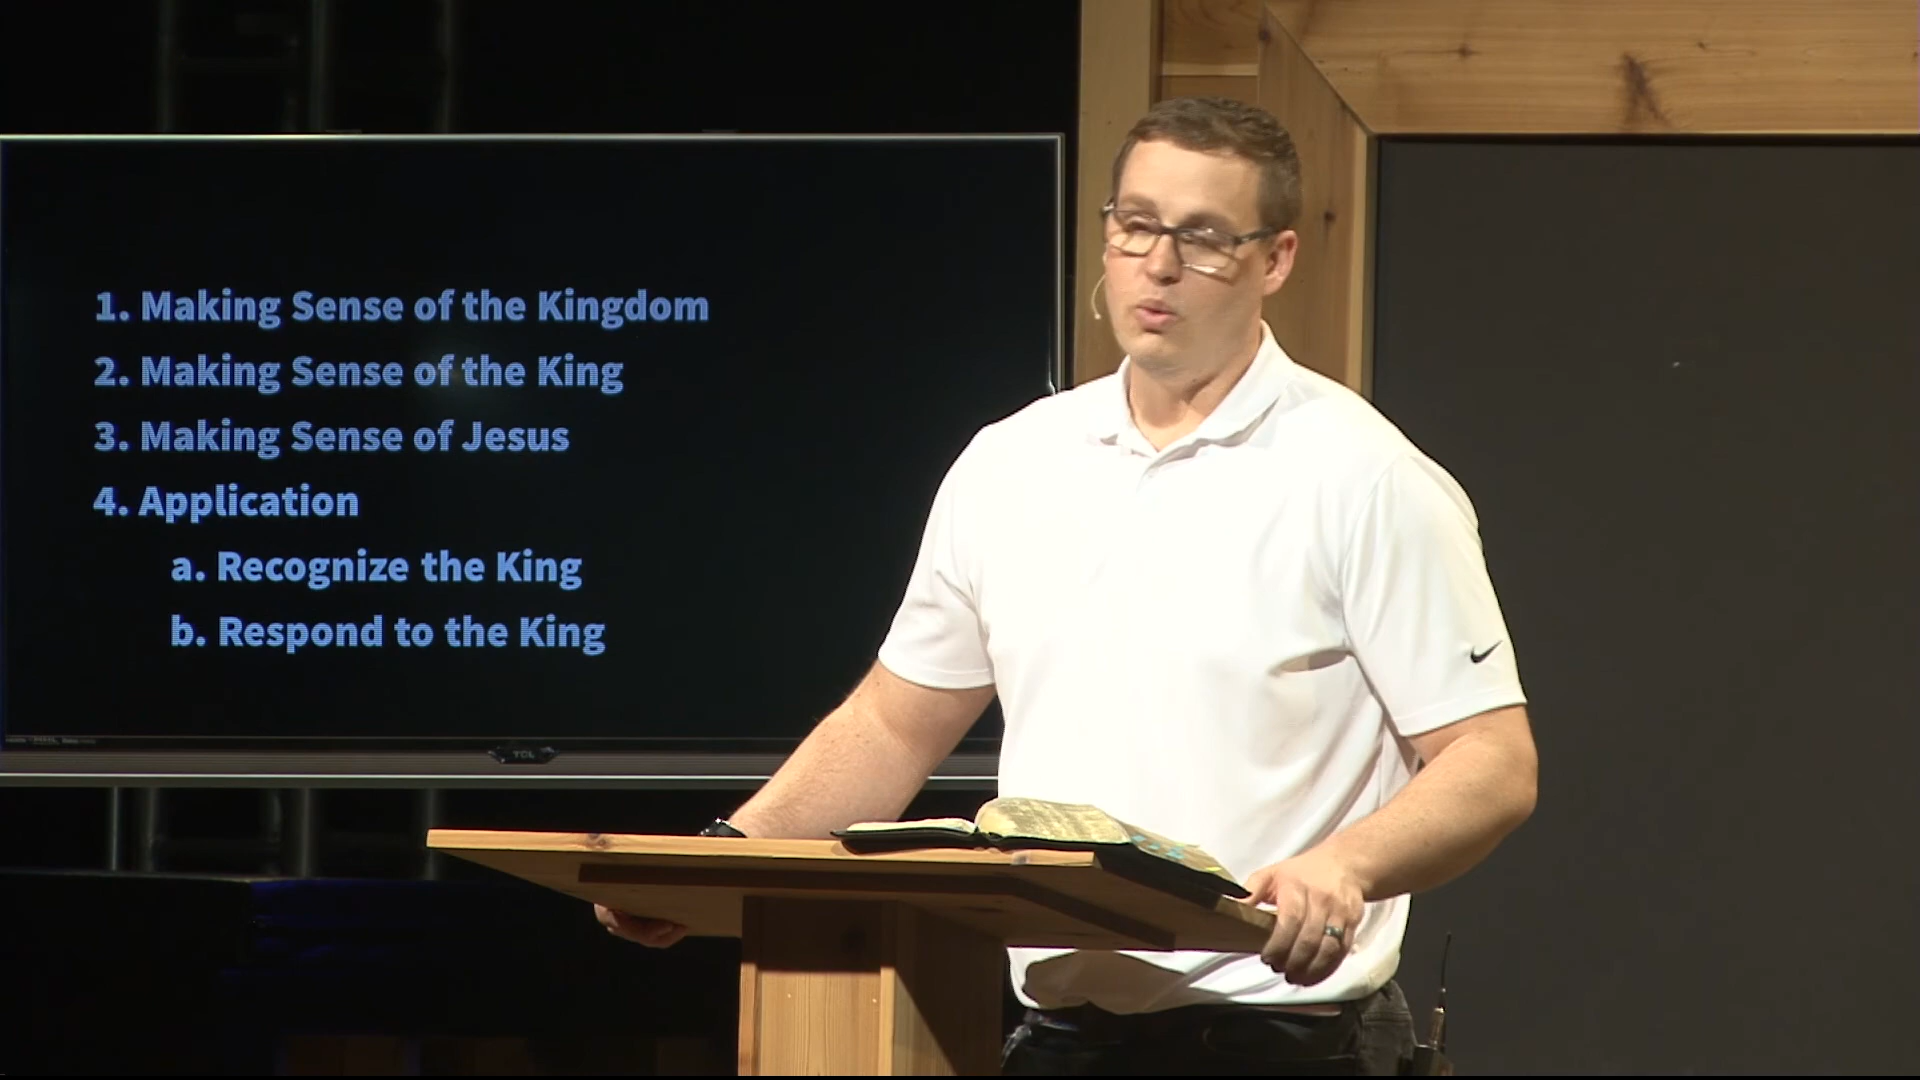 1. Making Sense of the Kingdom
2. Making Sense of the King
3. Making Sense of Jesus
4. Application
a. Recognize the King
b. Respond to the King
TCL